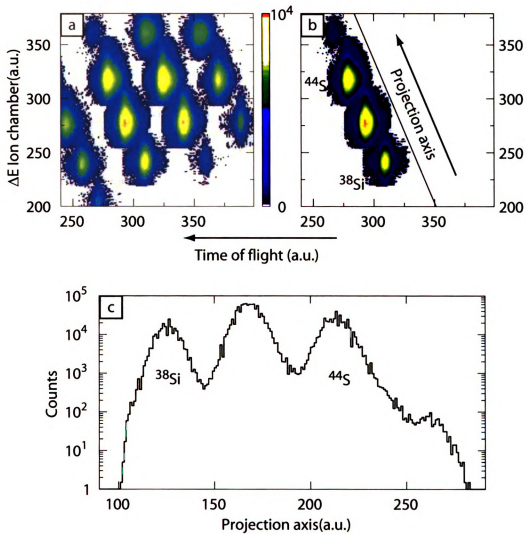 a
ΔE Ion chamber(a.u.)
350
300
250
200
250
300
350
10^4
0
b
44S
38Si
Projection axis
350
300
250
200
250
300
350
Time of flight (a.u.)
c
Counts
10^5
10^4
10^3
10^2
10^1
1
38Si
44S
100
150
200
250
Projection axis(a.u.)